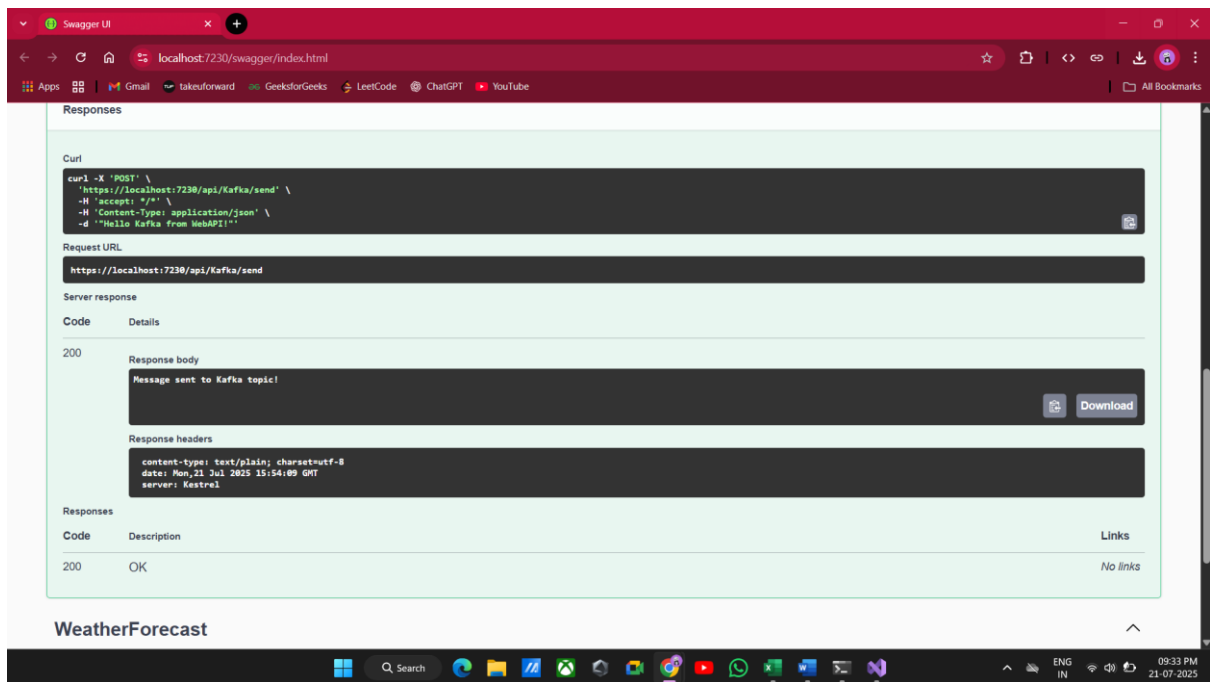 Swagger UI
localhost:7230/swagger/index.html
Apps
Gmail
takeuforward
GeeksforGeeks
LeetCode
ChatGPT
YouTube
All Bookmarks
Responses
Curl
curl -X 'POST' \
'https://localhost:7230/api/Kafka/send' \
-H 'accept: */*' \
-H 'Content-Type: application/json' \
-d '"Hello Kafka from WebAPI!"'
Request URL
https://localhost:7230/api/Kafka/send
Server response
Code Details
200
Response body
Message sent to Kafka topic!
Download
Response headers
content-type: text/plain; charset=utf-8
date: Mon,21 Jul 2025 15:54:09 GMT
server: Kestrel
Responses
Code Description Links
200 OK No links
WeatherForecast
Search
ENG
IN
09:33 PM
21-07-2025